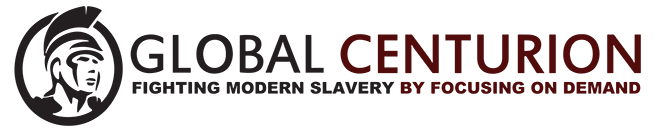 GLOBAL CENTURION
FIGHTING MODERN SLAVERY BY FOCUSING ON DEMAND